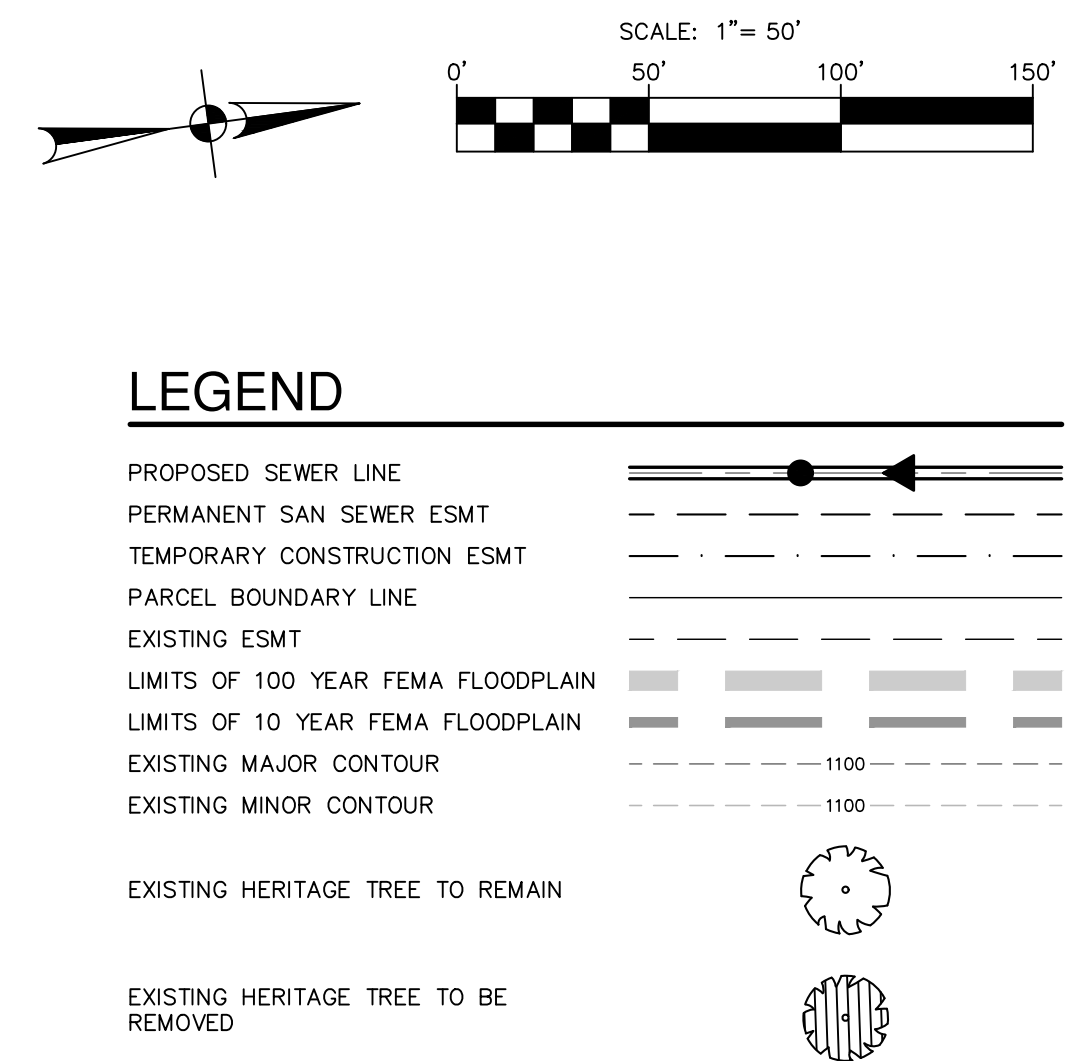 SCALE: 1"= 50'
0' 50' 100' 150'
LEGEND
PROPOSED SEWER LINE
PERMANENT SAN SEWER ESMT
TEMPORARY CONSTRUCTION ESMT
PARCEL BOUNDARY LINE
EXISTING ESMT
LIMITS OF 100 YEAR FEMA FLOODPLAIN
LIMITS OF 10 YEAR FEMA FLOODPLAIN
EXISTING MAJOR CONTOUR 1100
EXISTING MINOR CONTOUR 1100
EXISTING HERITAGE TREE TO REMAIN
EXISTING HERITAGE TREE TO BE
REMOVED